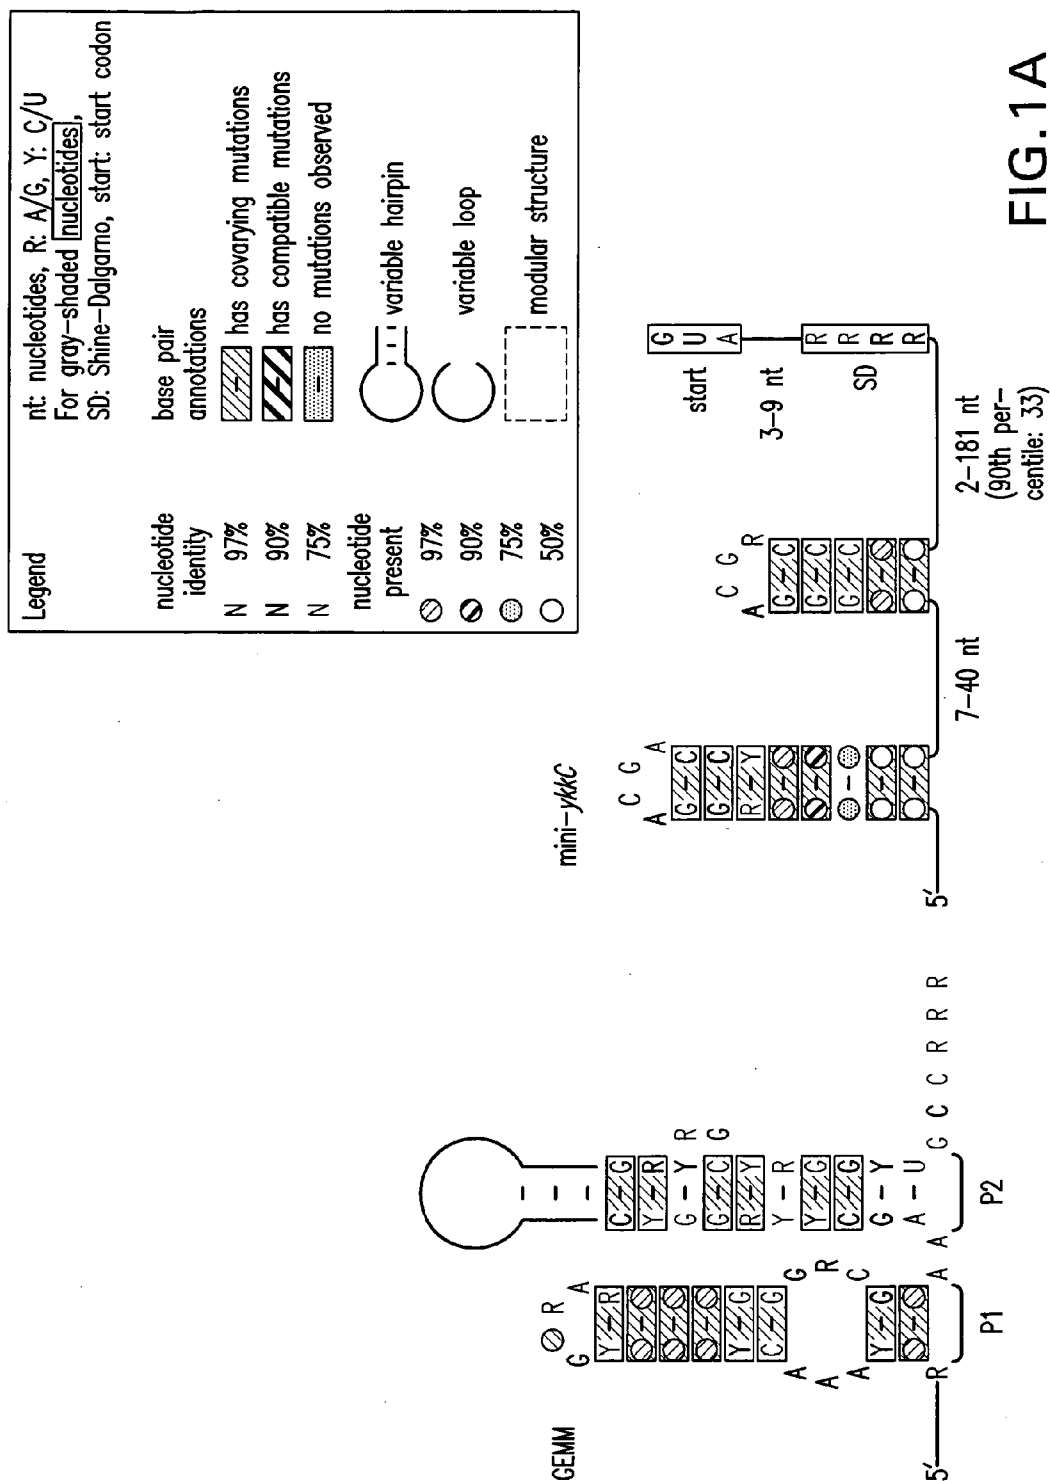 Legend
nt: nucleotides, R: A/G, Y: C/U
For gray-shaded nucleotides,
SD: Shine-Dalgarno, start: start codon
nucleotide
identity
N 97%
N 90%
N 75%
nucleotide
present
97%
90%
75%
50%
base pair
annotations
has covarying mutations
has compatible mutations
no mutations observed
variable hairpin
variable loop
modular structure
GEMM
G R A
Y-R
Y-G
C-G
A A A
G R C
Y-G
5' R
P1
A A
C-G
Y-R
G-Y
R G
G-C
R-Y
Y-R
Y-G
C-G
G-Y
A-U
P2
G C C R R R
mini-ykkC
A C G A
G-C
G-C
R-Y
5'
7-40 nt
A C G R
G-C
G-C
G-C
2-181 nt
(90th per-
centile: 33)
start
G U A
3-9 nt
SD
R R R R
FIG.1A